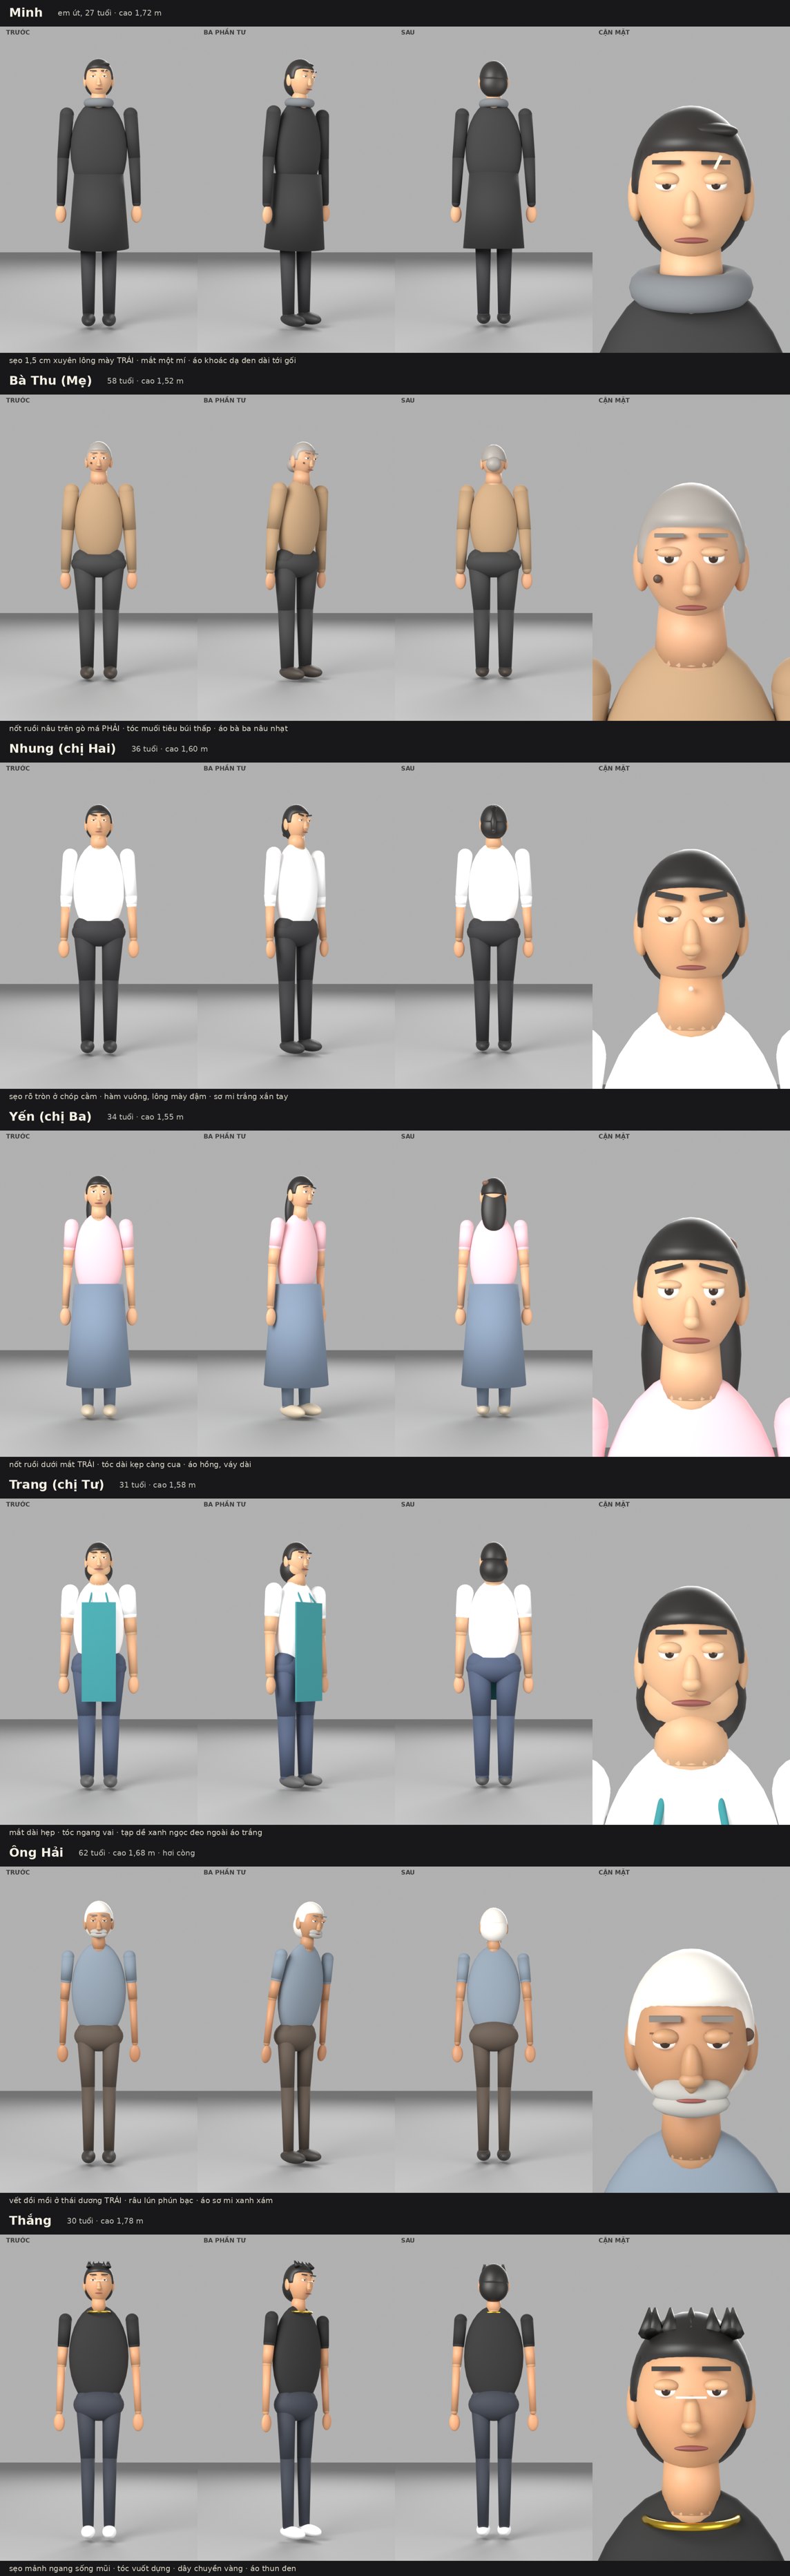 Minh em út, 27 tuổi · cao 1,72 m
TRƯỚC BA PHẦN TƯ SAU CẬN MẶT
sẹo 1,5 cm xuyên lông mày TRÁI · mắt một mí · áo khoác dạ đen dài tới gối
Bà Thu (Mẹ) 58 tuổi · cao 1,52 m
TRƯỚC BA PHẦN TƯ SAU CẬN MẶT
nốt ruồi nâu trên gò má PHẢI · tóc muối tiêu búi thấp · áo bà ba nâu nhạt
Nhung (chị Hai) 36 tuổi · cao 1,60 m
TRƯỚC BA PHẦN TƯ SAU CẬN MẶT
sẹo rõ tròn ở chóp cằm · hàm vuông, lông mày đậm · sơ mi trắng xắn tay
Yến (chị Ba) 34 tuổi · cao 1,55 m
TRƯỚC BA PHẦN TƯ SAU CẬN MẶT
nốt ruồi dưới mắt TRÁI · tóc dài kẹp càng cua · áo hồng, váy dài
Trang (chị Tư) 31 tuổi · cao 1,58 m
TRƯỚC BA PHẦN TƯ SAU CẬN MẶT
mắt dài hẹp · tóc ngang vai · tạp dề xanh ngọc đeo ngoài áo trắng
Ông Hải 62 tuổi · cao 1,68 m · hơi còng
TRƯỚC BA PHẦN TƯ SAU CẬN MẶT
vết đồi mồi ở thái dương TRÁI · râu lún phún bạc · áo sơ mi xanh xám
Thắng 30 tuổi · cao 1,78 m
TRƯỚC BA PHẦN TƯ SAU CẬN MẶT
sẹo mảnh ngang sống mũi · tóc vuốt dựng · dây chuyền vàng · áo thun đen